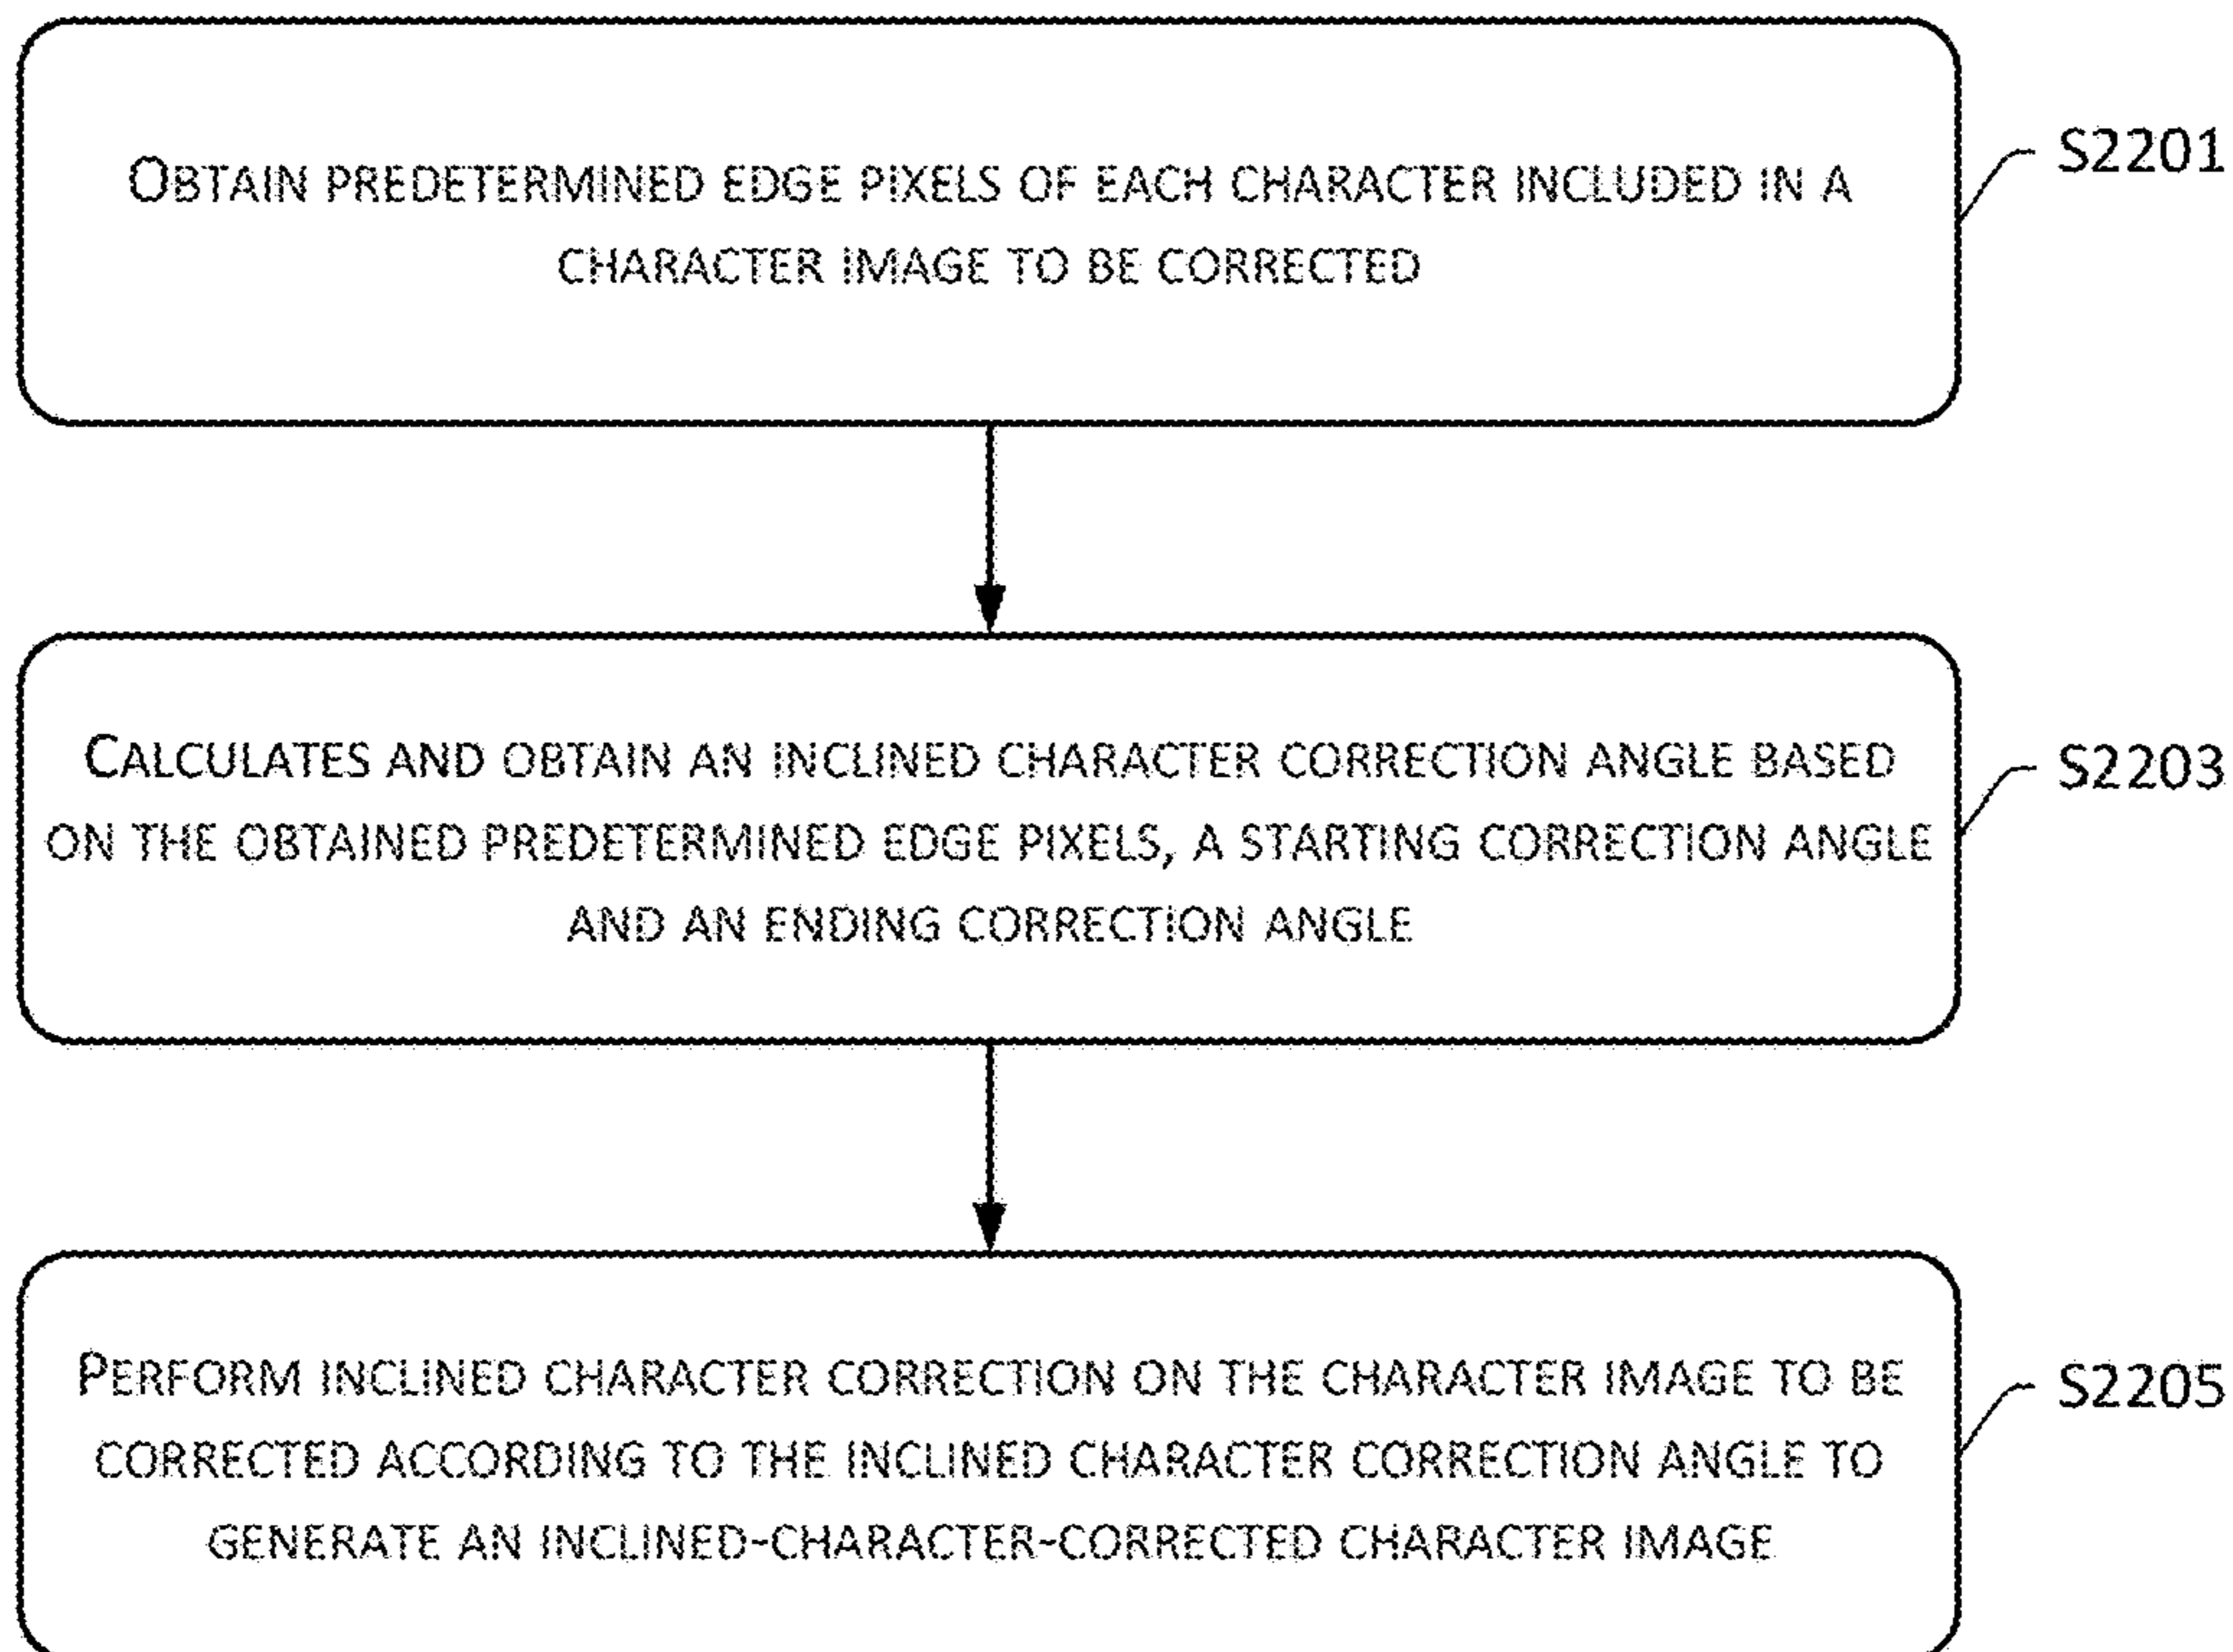 OBTAIN PREDETERMINED EDGE PIXELS OF EACH CHARACTER INCLUDED IN A
CHARACTER IMAGE TO BE CORRECTED
S2201
CALCULATES AND OBTAIN AN INCLINED CHARACTER CORRECTION ANGLE BASED
ON THE OBTAINED PREDETERMINED EDGE PIXELS, A STARTING CORRECTION ANGLE
AND AN ENDING CORRECTION ANGLE
S2203
PERFORM INCLINED CHARACTER CORRECTION ON THE CHARACTER IMAGE TO BE
CORRECTED ACCORDING TO THE INCLINED CHARACTER CORRECTION ANGLE TO
GENERATE AN INCLINED-CHARACTER-CORRECTED CHARACTER IMAGE
S2205